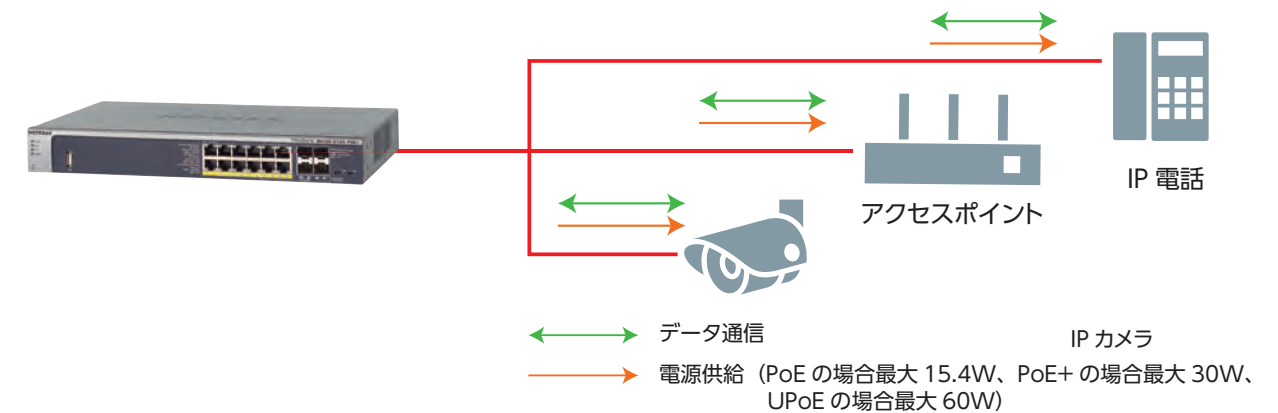 NETGEAR
IP 電話
アクセスポイント
データ通信
IP カメラ
電源供給（PoE の場合最大 15.4W、PoE+ の場合最大 30W、
UPoE の場合最大 60W）